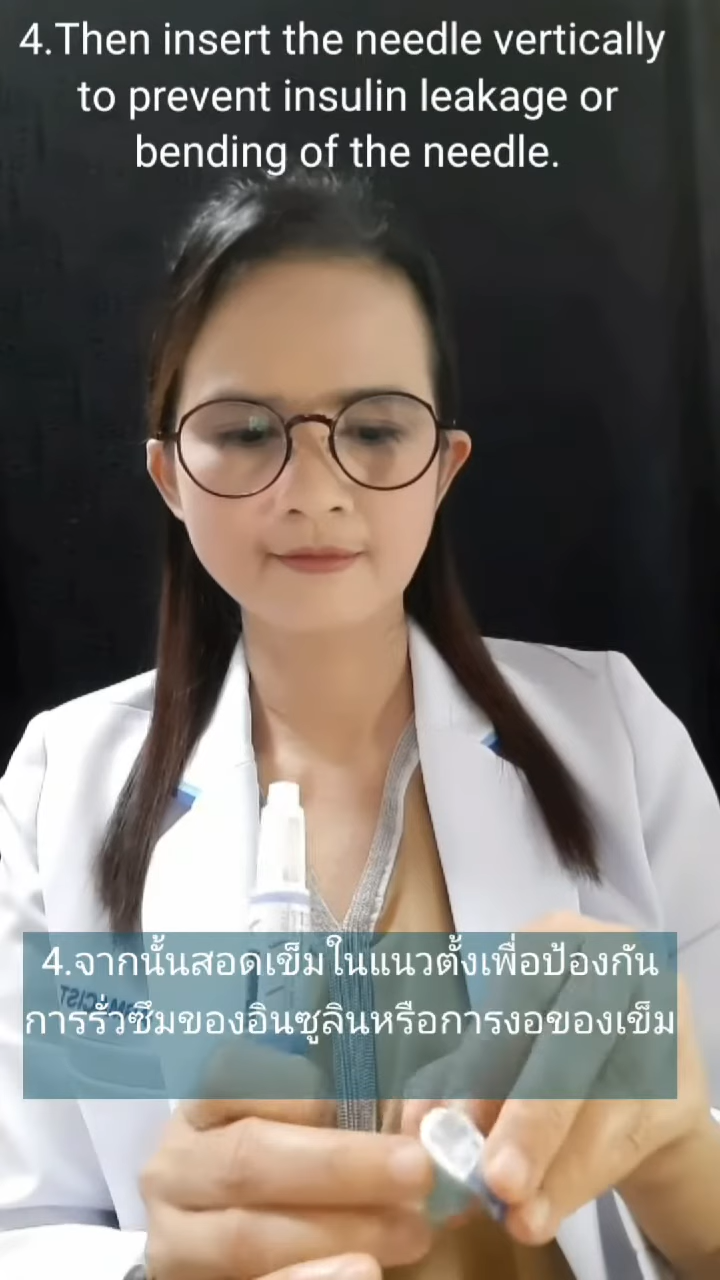 4.Then insert the needle vertically
to prevent insulin leakage or
bending of the needle.
4.จากนั้นสอดเข็มในแนวตั้งเพื่อป้องกัน
การรั่วซึมของอินซูลินหรือการงอของเข็ม